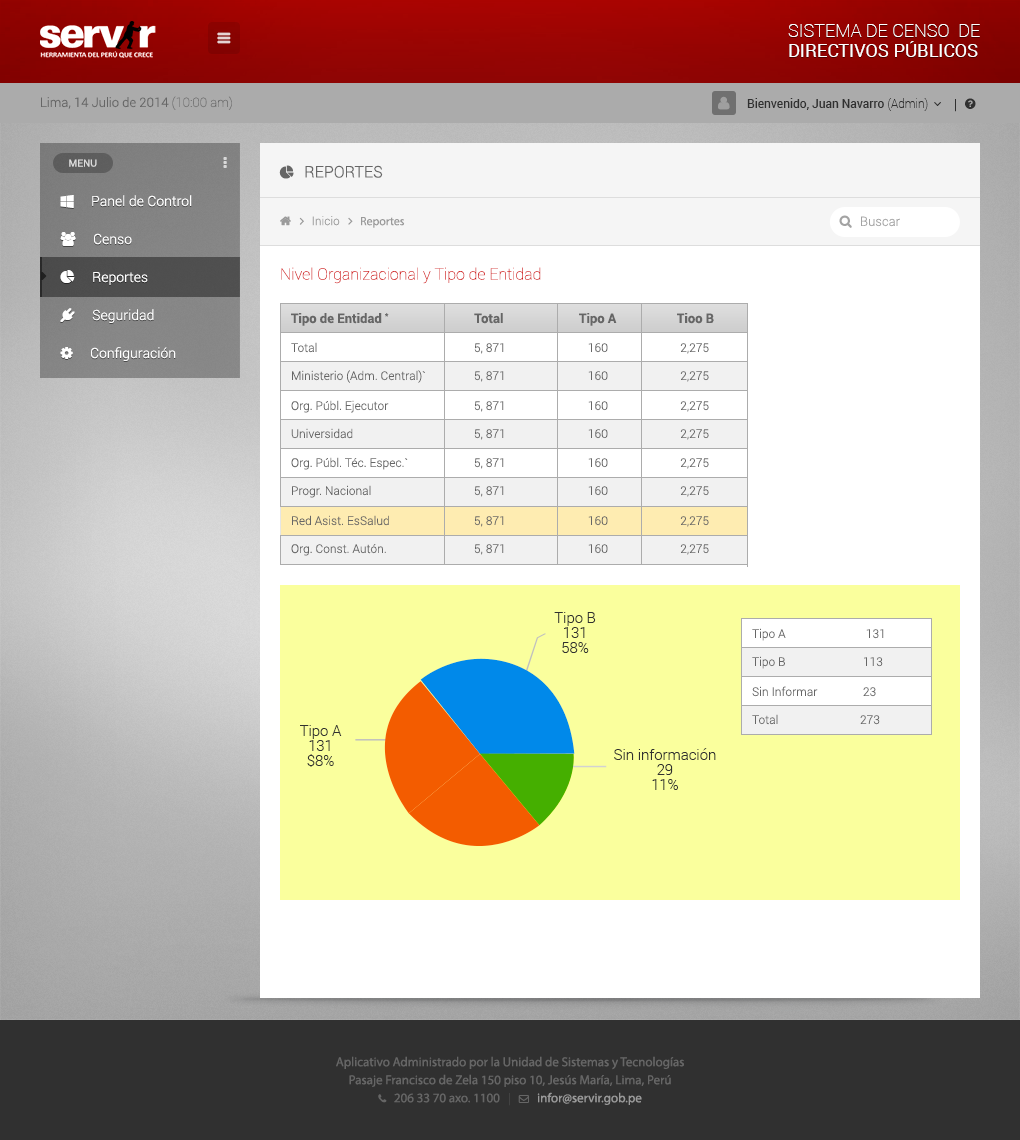 servir
HERRAMIENTA DEL PERÚ QUE CRECE
SISTEMA DE CENSO DE
DIRECTIVOS PÚBLICOS
Lima, 14 Julio de 2014 (10:00 am)
Bienvenido, Juan Navarro (Admin) |
MENU
Panel de Control
Censo
Reportes
Seguridad
Configuración
REPORTES
Inicio > Reportes
Buscar
Nivel Organizacional y Tipo de Entidad
Tipo de Entidad * Total Tipo A Tioo B
Total 5, 871 160 2,275
Ministerio (Adm. Central)` 5, 871 160 2,275
Org. Públ. Ejecutor 5, 871 160 2,275
Universidad 5, 871 160 2,275
Org. Públ. Téc. Espec.` 5, 871 160 2,275
Progr. Nacional 5, 871 160 2,275
Red Asist. EsSalud 5, 871 160 2,275
Org. Const. Autón. 5, 871 160 2,275
Tipo B
131
58%
Tipo A
131
$8%
Sin información
29
11%
Tipo A 131
Tipo B 113
Sin Informar 23
Total 273
Aplicativo Administrado por la Unidad de Sistemas y Tecnologías
Pasaje Francisco de Zela 150 piso 10, Jesús María, Lima, Perú
206 33 70 axo. 1100 | infor@servir.gob.pe